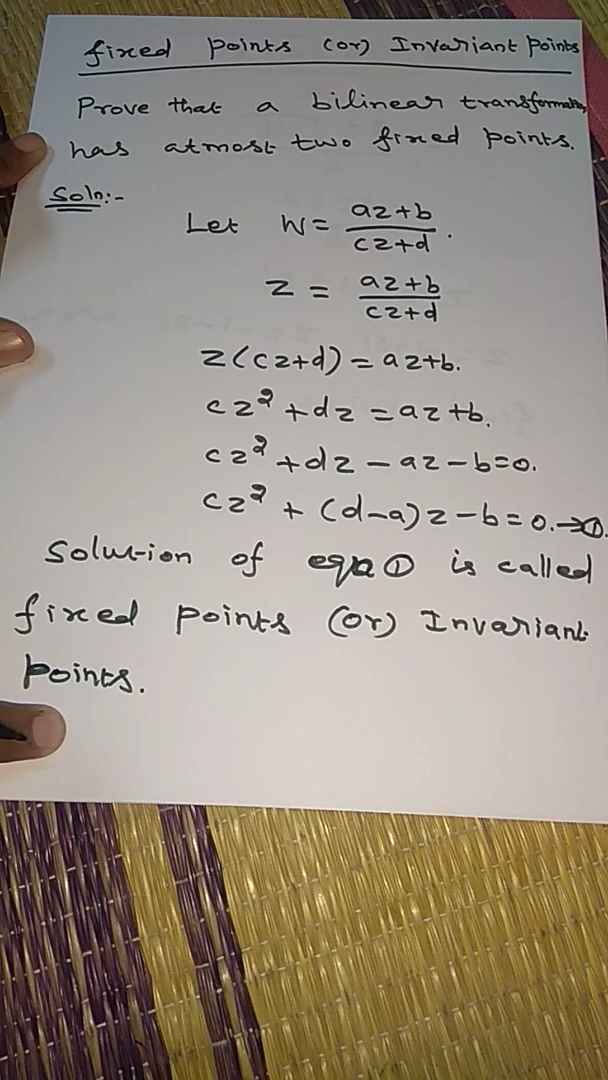 fixed points (or) Invariant points
Prove that a bilinear transformation
has atmost two fixed points.
Soln:-
Let W = az+b / cz+d .
z = az+b / cz+d
z(cz+d) = az+b.
cz² + dz = az+b.
cz² + dz - az - b = 0.
cz² + (d-a)z - b = 0. → ①.
Solution of eqn ① is called
fixed points (or) Invariant
points.